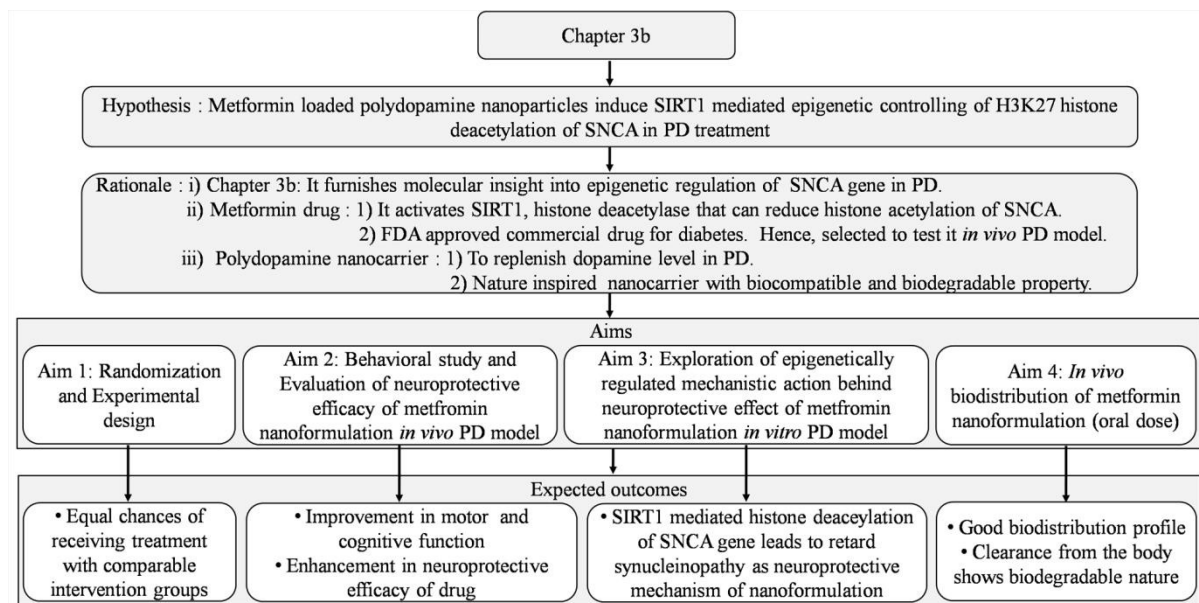 Chapter 3b
Hypothesis : Metformin loaded polydopamine nanoparticles induce SIRT1 mediated epigenetic controlling of H3K27 histone
deacetylation of SNCA in PD treatment
Rationale : i) Chapter 3b: It furnishes molecular insight into epigenetic regulation of SNCA gene in PD.
ii) Metformin drug : 1) It activates SIRT1, histone deacetylase that can reduce histone acetylation of SNCA.
2) FDA approved commercial drug for diabetes. Hence, selected to test it in vivo PD model.
iii) Polydopamine nanocarrier : 1) To replenish dopamine level in PD.
2) Nature inspired nanocarrier with biocompatible and biodegradable property.
Aims
Aim 1: Randomization
and Experimental
design
Aim 2: Behavioral study and
Evaluation of neuroprotective
efficacy of metfromin
nanoformulation in vivo PD model
Aim 3: Exploration of epigenetically
regulated mechanistic action behind
neuroprotective effect of metfromin
nanoformulation in vitro PD model
Aim 4: In vivo
biodistribution of metformin
nanoformulation (oral dose)
Expected outcomes
• Equal chances of
receiving treatment
with comparable
intervention groups
• Improvement in motor and
cognitive function
• Enhancement in neuroprotective
efficacy of drug
• SIRT1 mediated histone deaceylation
of SNCA gene leads to retard
synucleinopathy as neuroprotective
mechanism of nanoformulation
• Good biodistribution profile
• Clearance from the body
shows biodegradable nature